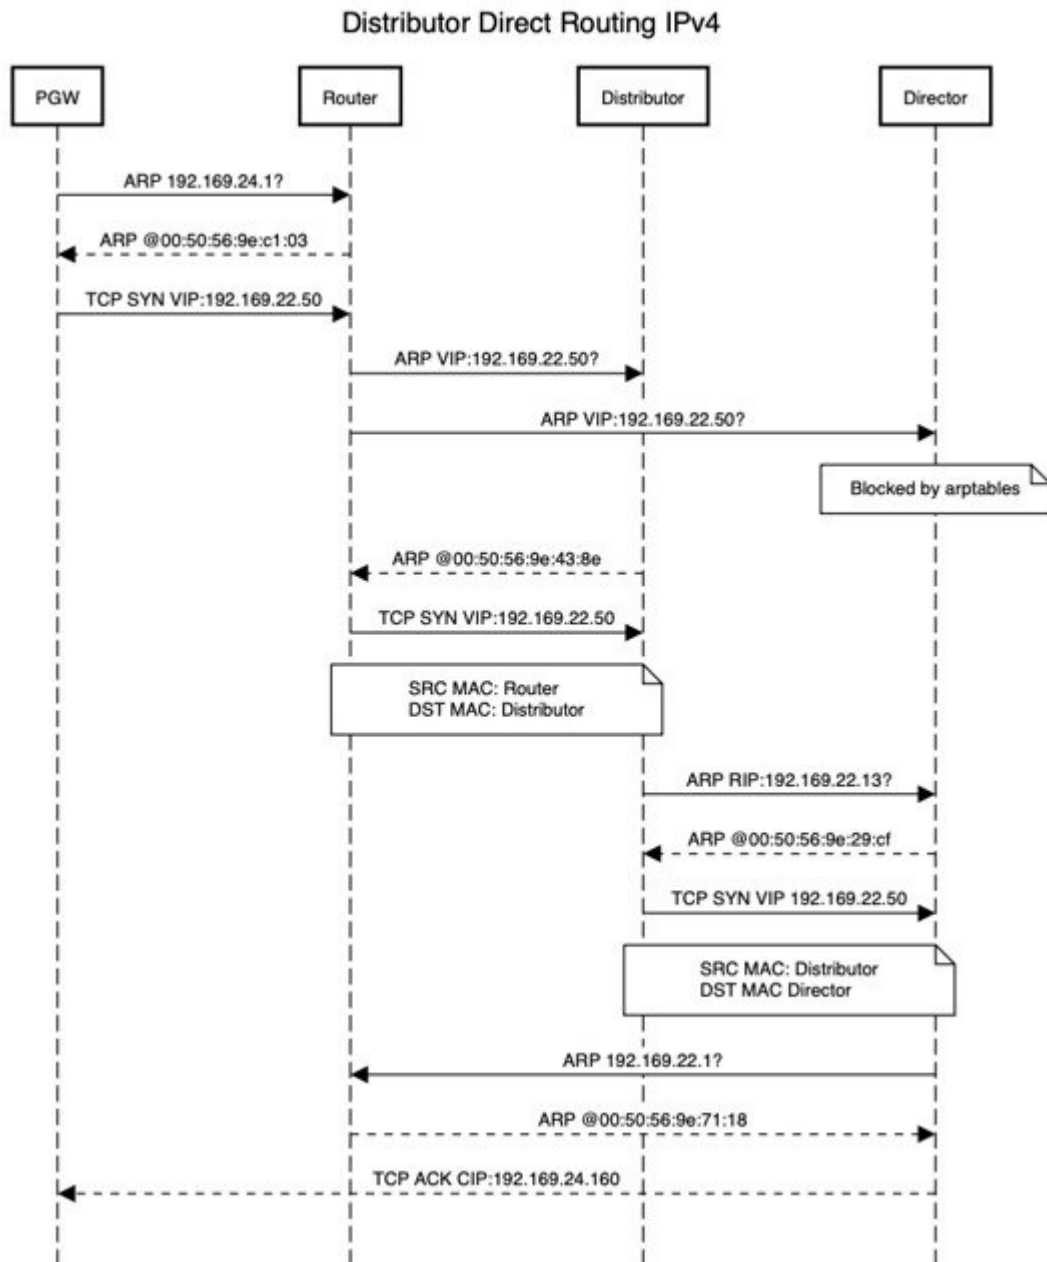 Distributor Direct Routing IPv4
PGW
Router
Distributor
Director
ARP 192.169.24.1?
ARP @00:50:56:9e:c1:03
TCP SYN VIP:192.169.22.50
ARP VIP:192.169.22.50?
ARP VIP:192.169.22.50?
Blocked by arptables
ARP @00:50:56:9e:43:8e
TCP SYN VIP:192.169.22.50
SRC MAC: Router
DST MAC: Distributor
ARP RIP:192.169.22.13?
ARP @00:50:56:9e:29:cf
TCP SYN VIP 192.169.22.50
SRC MAC: Distributor
DST MAC Director
ARP 192.169.22.1?
ARP @00:50:56:9e:71:18
TCP ACK CIP:192.169.24.160